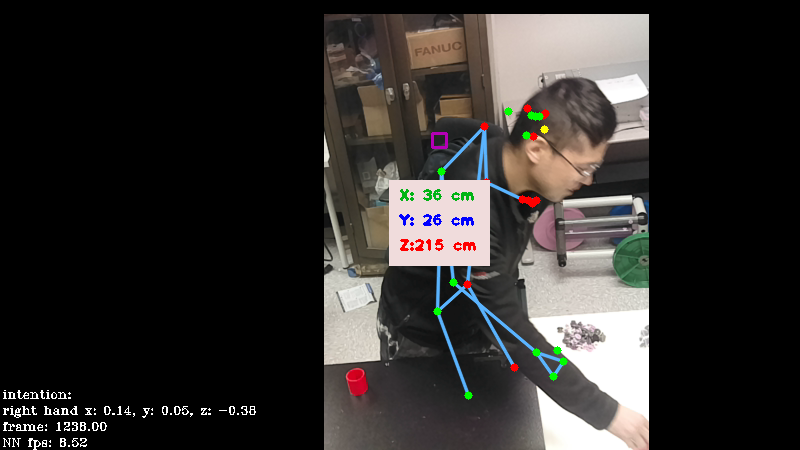 FANUC
X: 36 cm
Y: 26 cm
Z:215 cm
intention:
right hand x: 0.14, y: 0.05, z: -0.38
frame: 1238.00
NN fps: 8.52